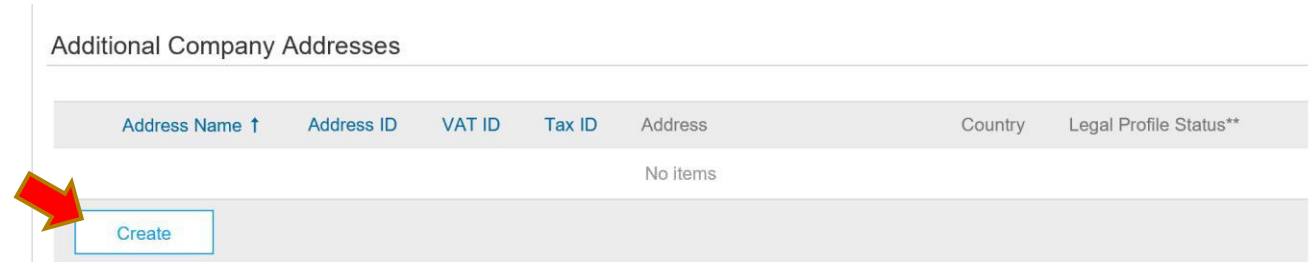 Additional Company Addresses
Address Name ↑ Address ID VAT ID Tax ID Address Country Legal Profile Status**
No items
Create